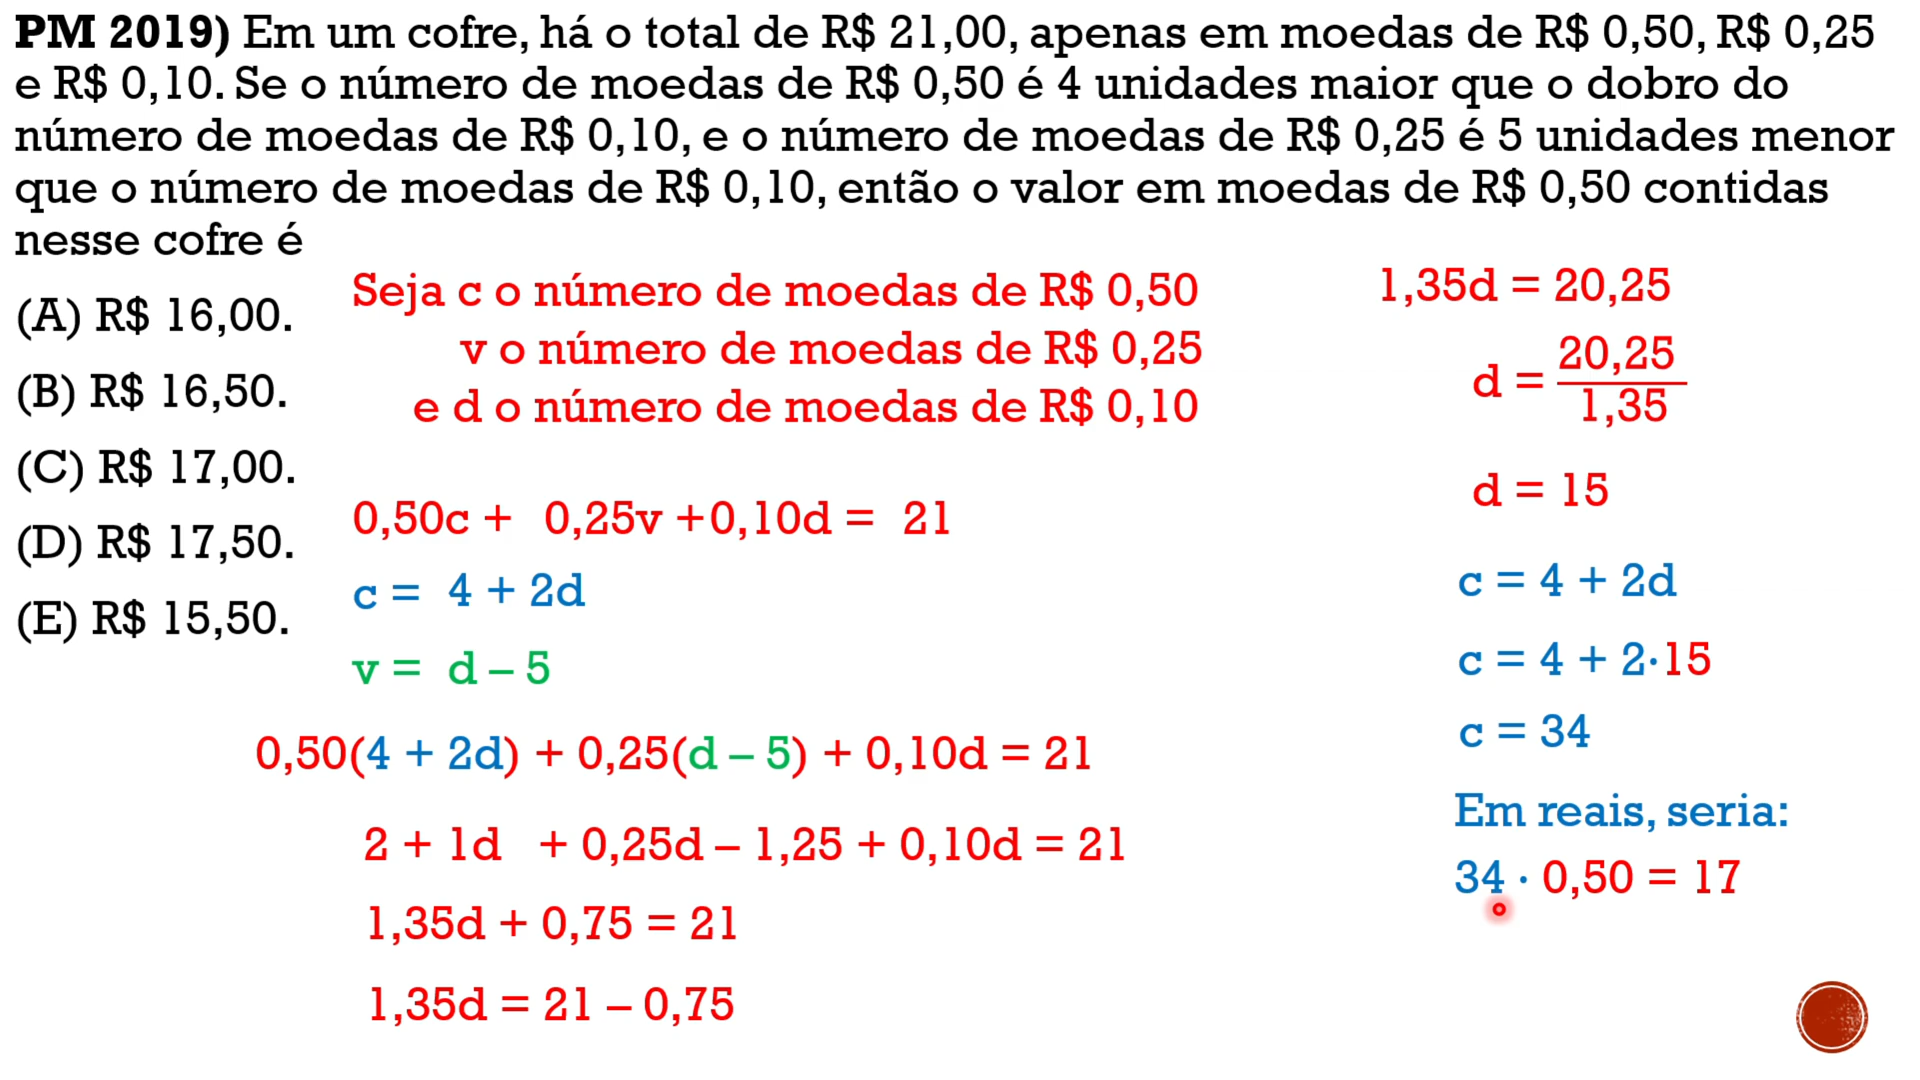 PM 2019) Em um cofre, há o total de R$ 21,00, apenas em moedas de R$ 0,50, R$ 0,25
e R$ 0,10. Se o número de moedas de R$ 0,50 é 4 unidades maior que o dobro do
número de moedas de R$ 0,10, e o número de moedas de R$ 0,25 é 5 unidades menor
que o número de moedas de R$ 0,10, então o valor em moedas de R$ 0,50 contidas
nesse cofre é
(A) R$ 16,00.
(B) R$ 16,50.
(C) R$ 17,00.
(D) R$ 17,50.
(E) R$ 15,50.
Seja c o número de moedas de R$ 0,50
v o número de moedas de R$ 0,25
e d o número de moedas de R$ 0,10
0,50c + 0,25v +0,10d = 21
c = 4 + 2d
v = d – 5
0,50(4 + 2d) + 0,25(d – 5) + 0,10d = 21
2 + 1d + 0,25d – 1,25 + 0,10d = 21
1,35d + 0,75 = 21
1,35d = 21 – 0,75
1,35d = 20,25
d = 20,25
1,35
d = 15
c = 4 + 2d
c = 4 + 2·15
c = 34
Em reais, seria:
34 · 0,50 = 17